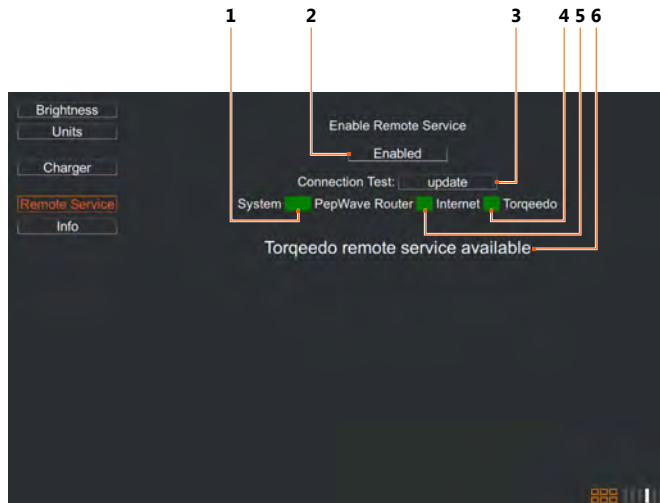 1 2 3 4 5 6
Brightness
Units
Charger
Remote Service
Info
Enable Remote Service
Enabled
Connection Test: update
System PepWave Router Internet Torqeedo
Torqeedo remote service available